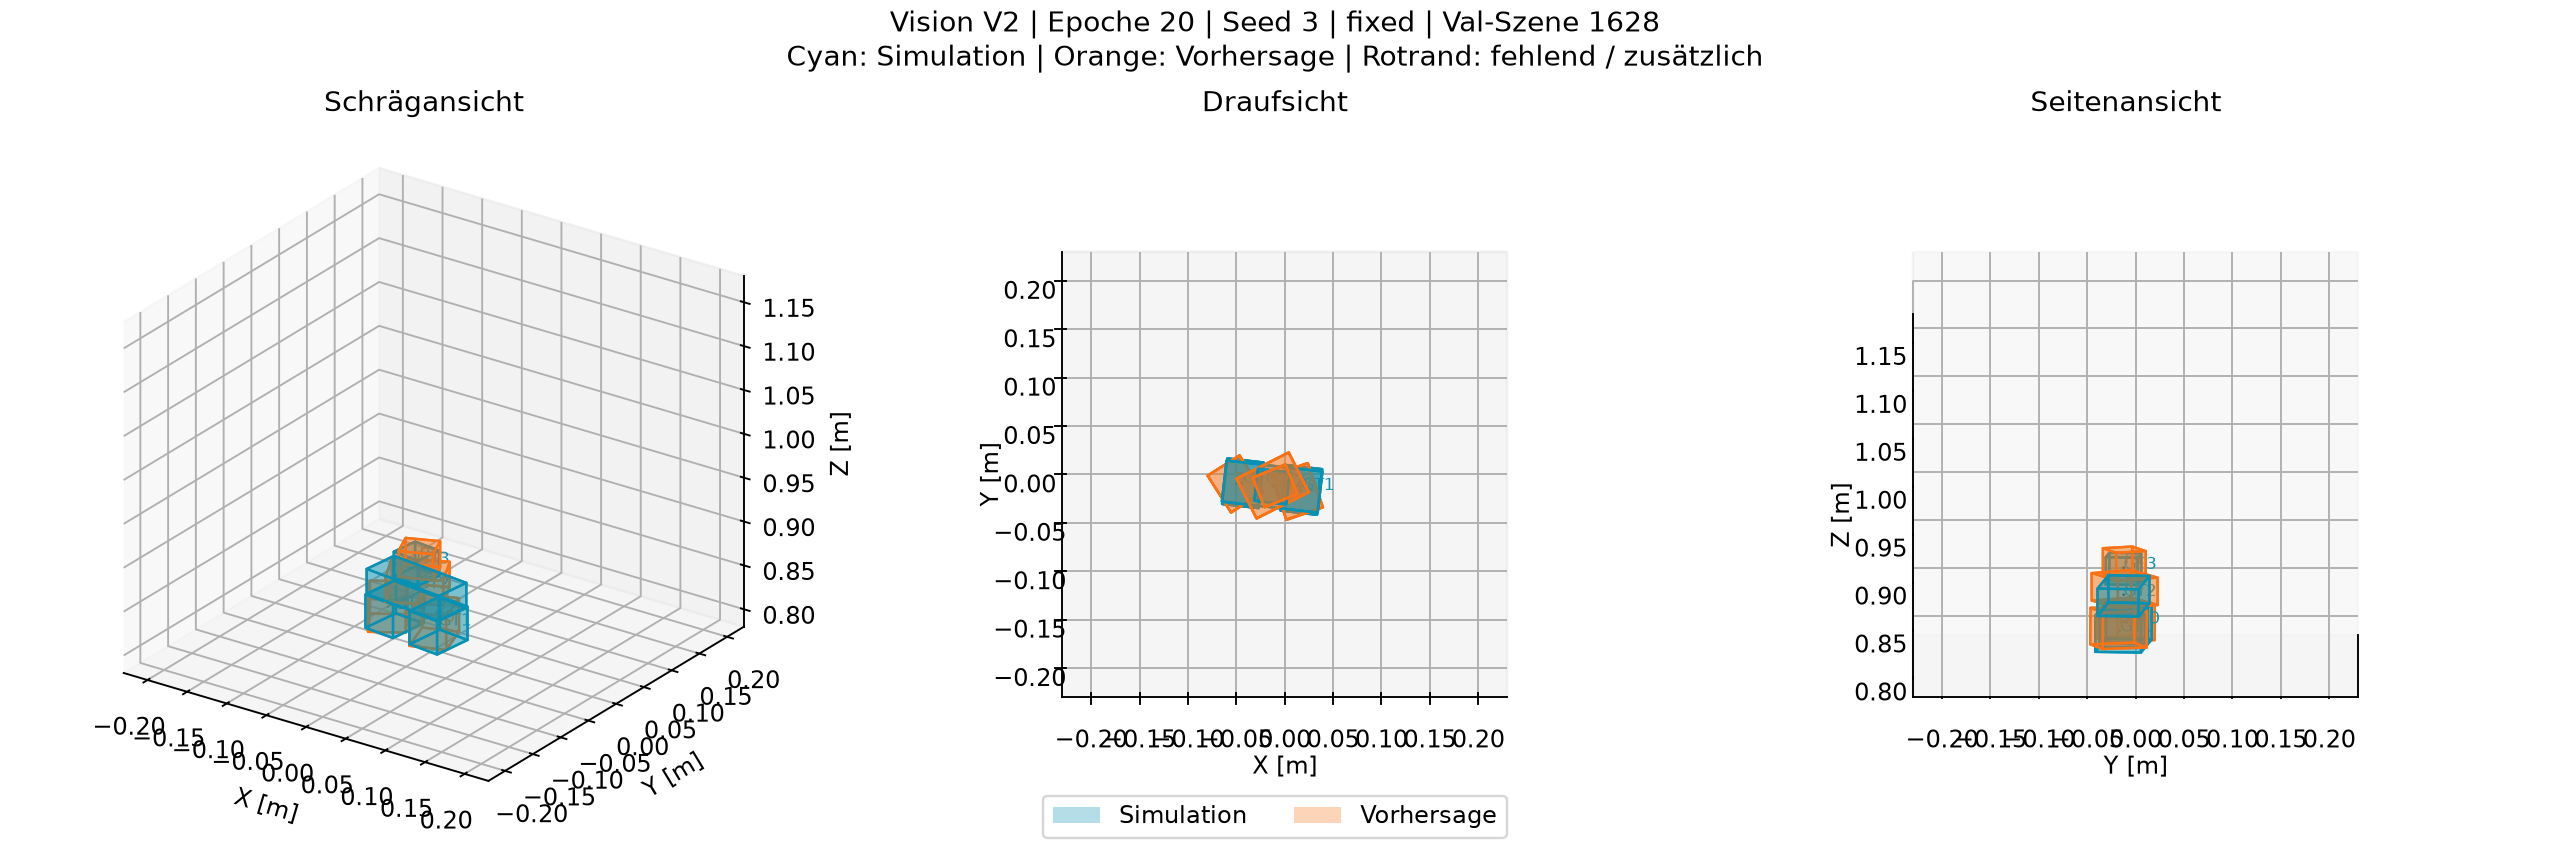 Vision V2 | Epoche 20 | Seed 3 | fixed | Val-Szene 1628
Cyan: Simulation | Orange: Vorhersage | Rotrand: fehlend / zusätzlich
Schrägansicht
1.15
1.10
1.05
1.00
0.95
0.90
0.85
0.80
Z [m]
−0.20
−0.15
−0.10
−0.05
0.00
0.05
0.10
0.15
0.20
X [m]
0.20
0.15
0.10
0.05
0.00
−0.05
−0.10
−0.15
−0.20
Y [m]
Draufsicht
0.20
0.15
0.10
0.05
0.00
−0.05
−0.10
−0.15
−0.20
Y [m]
−0.20 −0.15 −0.10 −0.05 0.00 0.05 0.10 0.15 0.20
X [m]
Seitenansicht
1.15
1.10
1.05
1.00
0.95
0.90
0.85
0.80
Z [m]
−0.20 −0.15 −0.10 −0.05 0.00 0.05 0.10 0.15 0.20
Y [m]
Simulation
Vorhersage